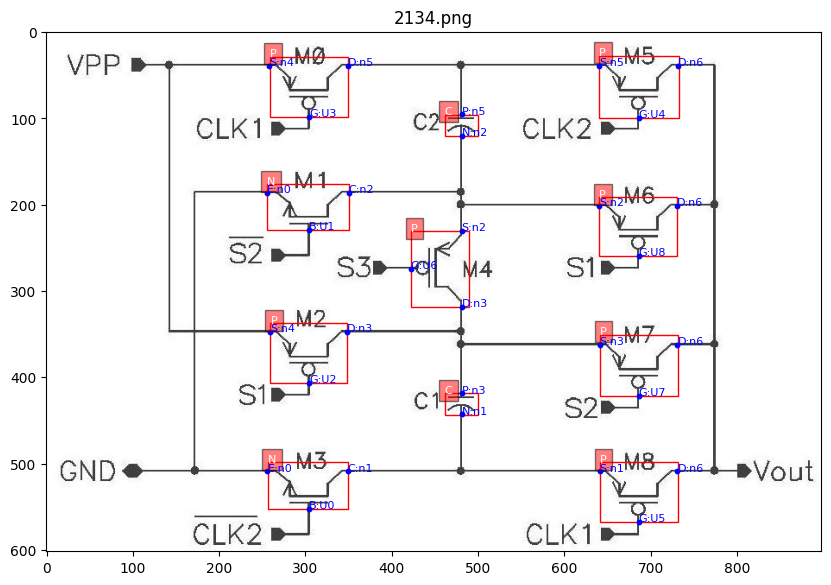 2134.png
0
100
200
300
400
500
600
0
100
200
300
400
500
600
700
800
VPP
P
M0
S:n4
D:n5
G:U3
CLK1
C
C2
P:n5
N:n2
P
M5
S:n5
D:n6
G:U4
CLK2
N
M1
E:n0
C:n2
B:U1
S2
P
M6
S:n2
D:n6
G:U8
S1
P
S:n2
S3
G:U6
M4
D:n3
P
M2
S:n4
D:n3
G:U2
S1
P
M7
S:n3
D:n6
G:U7
S2
C
C1
P:n3
N:n1
GND
N
M3
E:n0
C:n1
B:U0
CLK2
P
M8
S:n1
D:n6
G:U5
CLK1
Vout